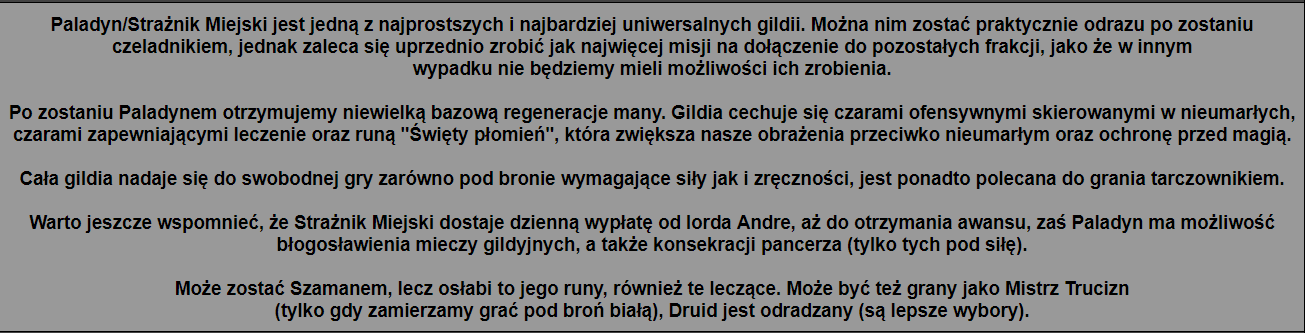 Paladyn/Strażnik Miejski jest jedną z najprostszych i najbardziej uniwersalnych gildii. Można nim zostać praktycznie odrazu po zostaniu
czeladnikiem, jednak zaleca się uprzednio zrobić jak najwięcej misji na dołączenie do pozostałych frakcji, jako że w innym
wypadku nie będziemy mieli możliwości ich zrobienia.
Po zostaniu Paladynem otrzymujemy niewielką bazową regeneracje many. Gildia cechuje się czarami ofensywnymi skierowanymi w nieumarłych,
czarami zapewniającymi leczenie oraz runą "Święty płomień", która zwiększa nasze obrażenia przeciwko nieumarłym oraz ochronę przed magią.
Cała gildia nadaje się do swobodnej gry zarówno pod bronie wymagające siły jak i zręczności, jest ponadto polecana do grania tarczownikiem.
Warto jeszcze wspomnieć, że Strażnik Miejski dostaje dzienną wypłatę od lorda Andre, aż do otrzymania awansu, zaś Paladyn ma możliwość
błogosławienia mieczy gildyjnych, a także konsekracji pancerza (tylko tych pod siłę).
Może zostać Szamanem, lecz osłabi to jego runy, również te leczące. Może być też grany jako Mistrz Trucizn
(tylko gdy zamierzamy grać pod broń białą), Druid jest odradzany (są lepsze wybory).